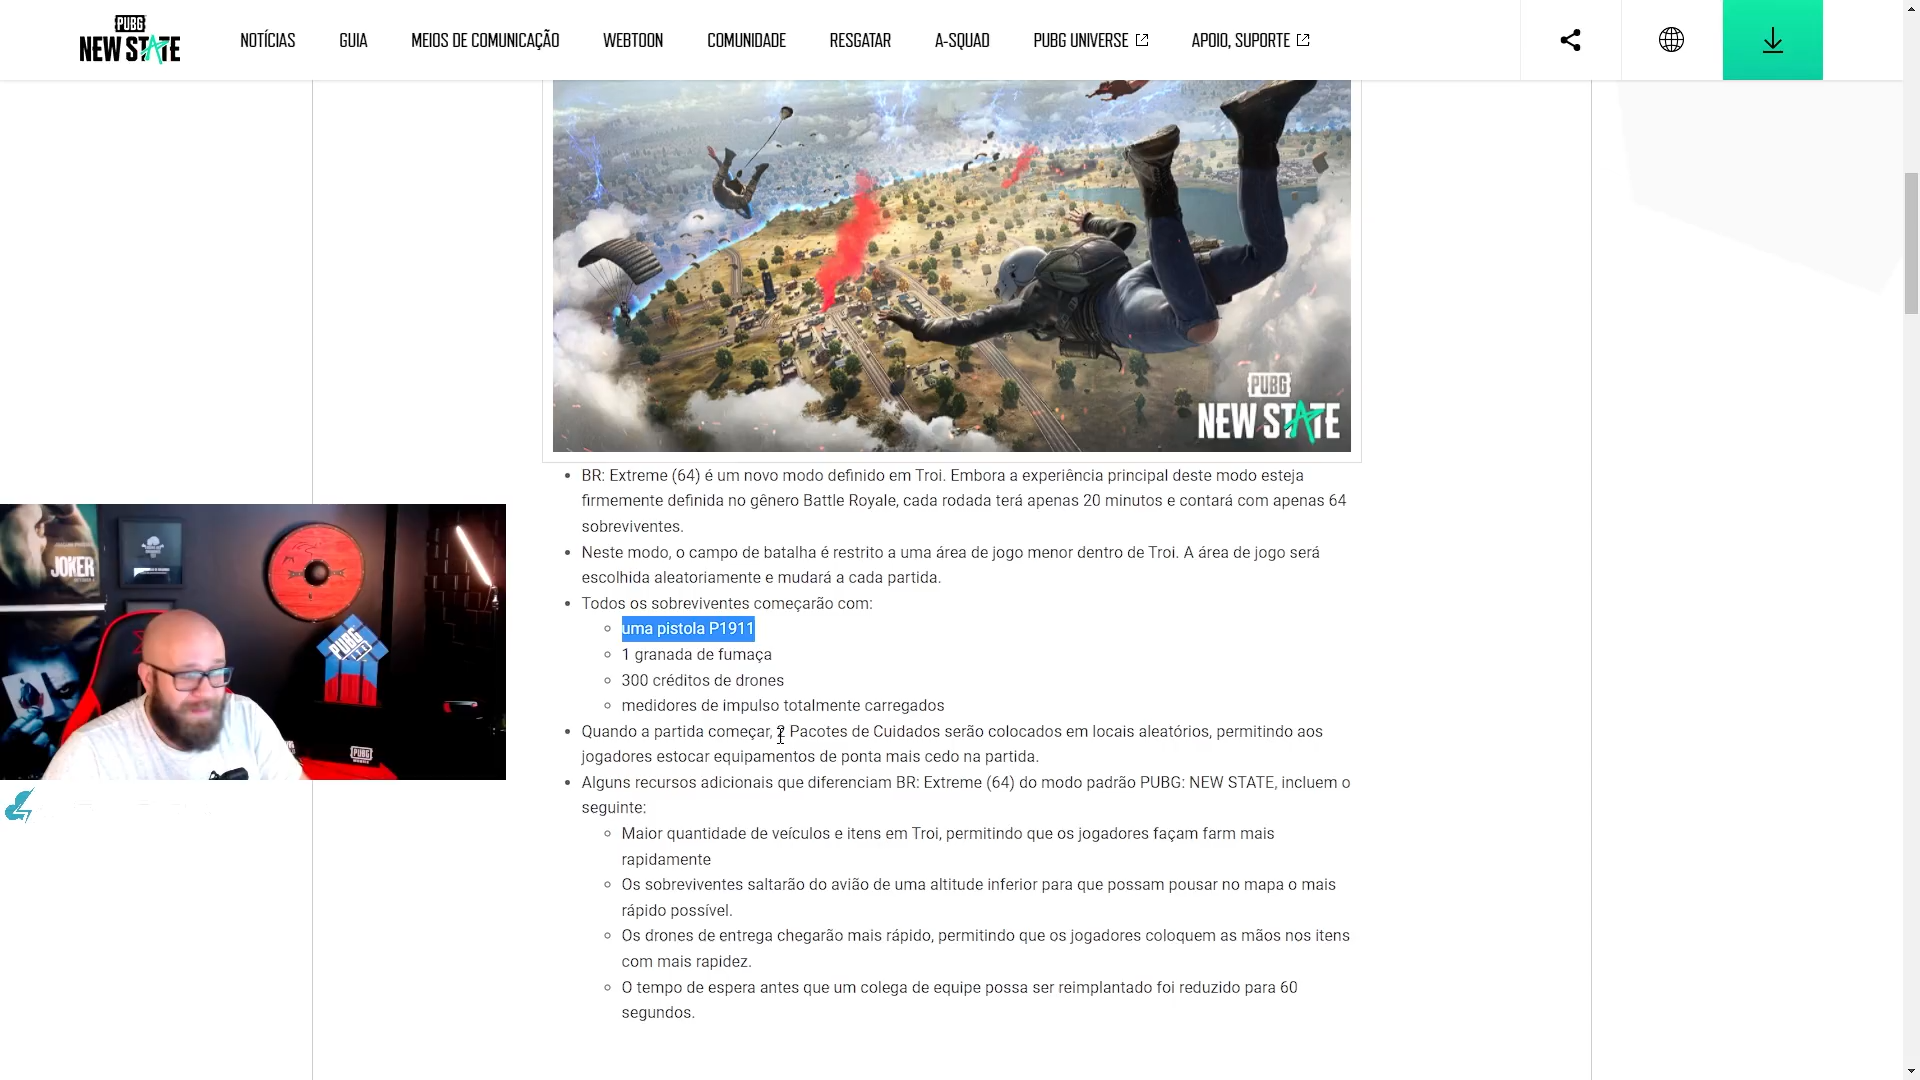 PUBG
NEW STATE
NOTÍCIAS
GUIA
MEIOS DE COMUNICAÇÃO
WEBTOON
COMUNIDADE
RESGATAR
A-SQUAD
PUBG UNIVERSE
APOIO, SUPORTE
PUBG
NEW STATE
BR: Extreme (64) é um novo modo definido em Troi. Embora a experiência principal deste modo esteja
firmemente definida no gênero Battle Royale, cada rodada terá apenas 20 minutos e contará com apenas 64
sobreviventes.
Neste modo, o campo de batalha é restrito a uma área de jogo menor dentro de Troi. A área de jogo será
escolhida aleatoriamente e mudará a cada partida.
Todos os sobreviventes começarão com:
uma pistola P1911
1 granada de fumaça
300 créditos de drones
medidores de impulso totalmente carregados
Quando a partida começar, 2 Pacotes de Cuidados serão colocados em locais aleatórios, permitindo aos
jogadores estocar equipamentos de ponta mais cedo na partida.
Alguns recursos adicionais que diferenciam BR: Extreme (64) do modo padrão PUBG: NEW STATE, incluem o
seguinte:
Maior quantidade de veículos e itens em Troi, permitindo que os jogadores façam farm mais
rapidamente
Os sobreviventes saltarão do avião de uma altitude inferior para que possam pousar no mapa o mais
rápido possível.
Os drones de entrega chegarão mais rápido, permitindo que os jogadores coloquem as mãos nos itens
com mais rapidez.
O tempo de espera antes que um colega de equipe possa ser reimplantado foi reduzido para 60
segundos.
JOKER
PUBG
PUBG